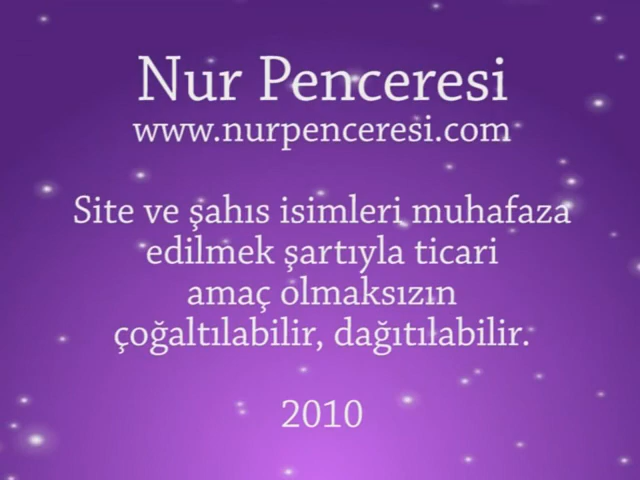 Nur Penceresi
www.nurpenceresi.com
Site ve şahıs isimleri muhafaza
edilmek şartıyla ticari
amaç olmaksızın
çoğaltılabilir, dağıtılabilir.
2010